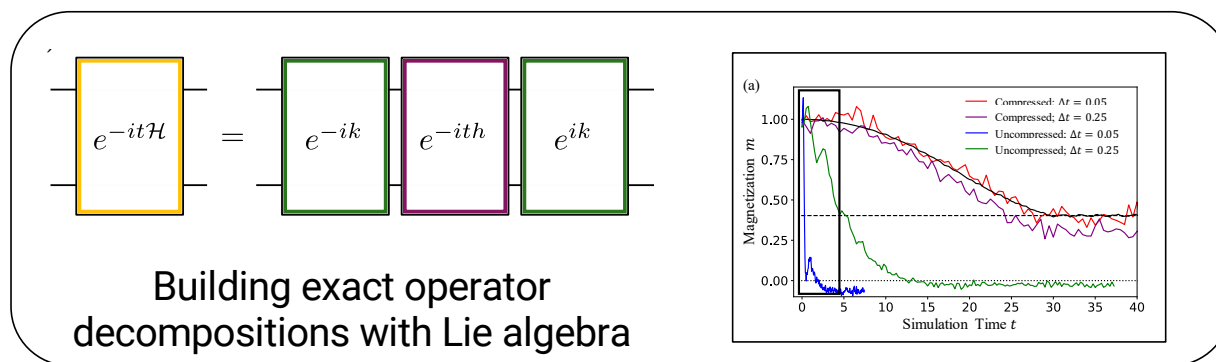 e^{-it\mathcal{H}} = e^{-ik} e^{-ith} e^{ik}
Building exact operator
decompositions with Lie algebra
(a)
Compressed; Δt = 0.05
Compressed; Δt = 0.25
Uncompressed; Δt = 0.05
Uncompressed; Δt = 0.25
Magnetization m
1.00
0.75
0.50
0.25
0.00
0 5 10 15 20 25 30 35 40
Simulation Time t